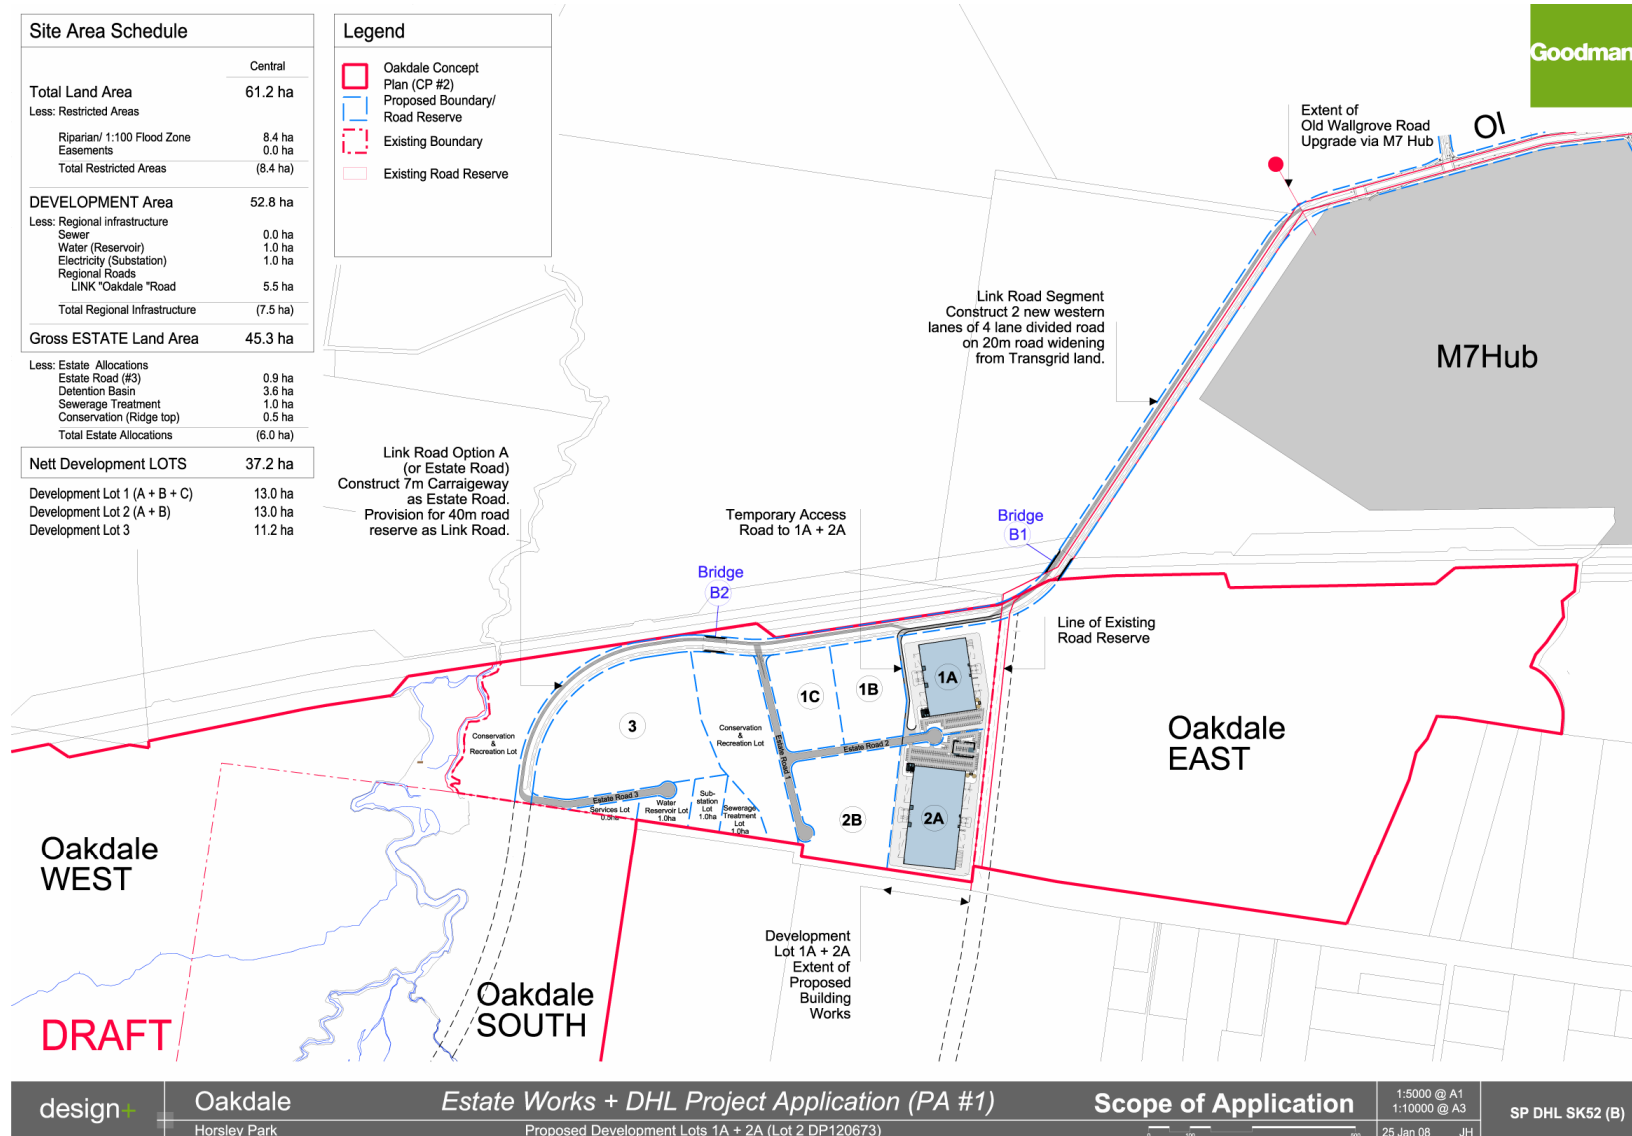 Site Area Schedule
Central
Total Land Area 61.2 ha
Less: Restricted Areas
Riparian/ 1:100 Flood Zone 8.4 ha
Easements 0.0 ha
Total Restricted Areas (8.4 ha)
DEVELOPMENT Area 52.8 ha
Less: Regional infrastructure
Sewer 0.0 ha
Water (Reservoir) 1.0 ha
Electricity (Substation) 1.0 ha
Regional Roads
LINK "Oakdale "Road 5.5 ha
Total Regional Infrastructure (7.5 ha)
Gross ESTATE Land Area 45.3 ha
Less: Estate Allocations
Estate Road (#3) 0.9 ha
Detention Basin 3.6 ha
Sewerage Treatment 1.0 ha
Conservation (Ridge top) 0.5 ha
Total Estate Allocations (6.0 ha)
Nett Development LOTS 37.2 ha
Development Lot 1 (A + B + C) 13.0 ha
Development Lot 2 (A + B) 13.0 ha
Development Lot 3 11.2 ha
Legend
Oakdale Concept
Plan (CP #2)
Proposed Boundary/
Road Reserve
Existing Boundary
Existing Road Reserve
Goodman
Extent of
Old Wallgrove Road
Upgrade via M7 Hub
Ol
M7Hub
Link Road Segment
Construct 2 new western
lanes of 4 lane divided road
on 20m road widening
from Transgrid land.
Link Road Option A
(or Estate Road)
Construct 7m Carraigeway
as Estate Road.
Provision for 40m road
reserve as Link Road.
Temporary Access
Road to 1A + 2A
Bridge
B1
Bridge
B2
Line of Existing
Road Reserve
1A
1B
1C
3
Conservation
&
Recreation Lot
Conservation
&
Recreation Lot
Estate Road 1
Estate Road 2
Estate Road 3
Services Lot
0.5ha
Water
Reservoir Lot
1.0ha
Sub-
station
Lot
1.0ha
Sewerage
Treatment
Lot
1.0ha
2B
2A
Oakdale
EAST
Oakdale
WEST
Oakdale
SOUTH
Development
Lot 1A + 2A
Extent of
Proposed
Building
Works
DRAFT
design+
Oakdale
Horsley Park
Estate Works + DHL Project Application (PA #1)
Proposed Development Lots 1A + 2A (Lot 2 DP120673)
Scope of Application
0 100 500
1:5000 @ A1
1:10000 @ A3
25 Jan 08 JH
SP DHL SK52 (B)